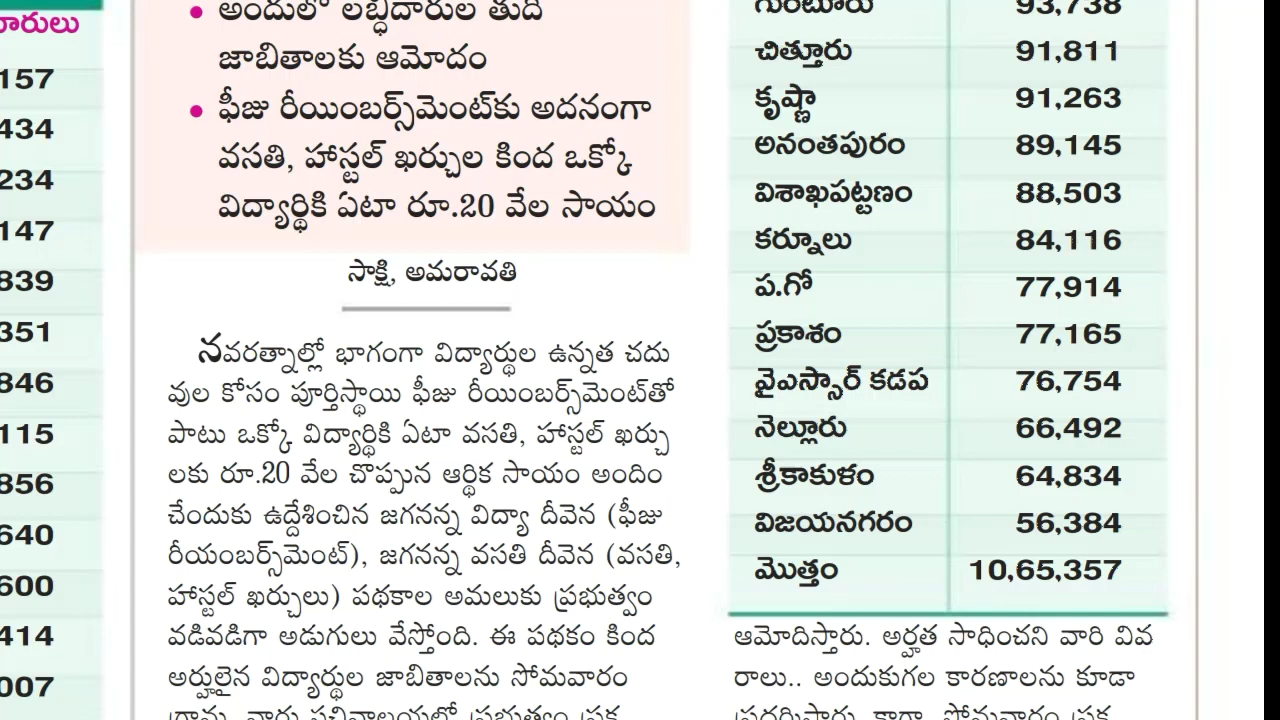 దారులు
157
434
234
147
839
351
846
115
856
640
600
414
007
• అందులో లబ్ధిదారుల తుది
జాబితాలకు ఆమోదం
• ఫీజు రీయింబర్స్‌మెంట్‌కు అదనంగా
వసతి, హాస్టల్ ఖర్చుల కింద ఒక్కో
విద్యార్థికి ఏటా రూ.20 వేల సాయం
సాక్షి, అమరావతి
నవరత్నాల్లో భాగంగా విద్యార్థుల ఉన్నత చదు
వుల కోసం పూర్తిస్థాయి ఫీజు రీయింబర్స్‌మెంట్‌తో
పాటు ఒక్కో విద్యార్థికి ఏటా వసతి, హాస్టల్ ఖర్చు
లకు రూ.20 వేల చొప్పున ఆర్థిక సాయం అందిం
చేందుకు ఉద్దేశించిన జగనన్న విద్యా దీవెన (ఫీజు
రీయంబర్స్‌మెంట్), జగనన్న వసతి దీవెన (వసతి,
హాస్టల్ ఖర్చులు) పథకాల అమలుకు ప్రభుత్వం
వడివడిగా అడుగులు వేస్తోంది. ఈ పథకం కింద
అర్హులైన విద్యార్థుల జాబితాలను సోమవారం
గుంటూరు 93,738
చిత్తూరు 91,811
కృష్ణా 91,263
అనంతపురం 89,145
విశాఖపట్టణం 88,503
కర్నూలు 84,116
ప.గో 77,914
ప్రకాశం 77,165
వైఎస్సార్ కడప 76,754
నెల్లూరు 66,492
శ్రీకాకుళం 64,834
విజయనగరం 56,384
మొత్తం 10,65,357
ఆమోదిస్తారు. అర్హత సాధించని వారి వివ
రాలు.. అందుకుగల కారణాలను కూడా